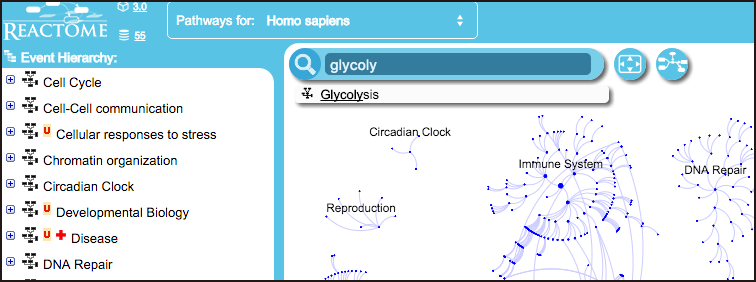 REACTOME
3.0
55
Pathways for: Homo sapiens
Event Hierarchy:
glycoly
Glycolysis
Cell Cycle
Cell-Cell communication
U Cellular responses to stress
Chromatin organization
Circadian Clock
U Developmental Biology
U Disease
DNA Repair
Circadian Clock
Immune System
DNA Repair
Reproduction